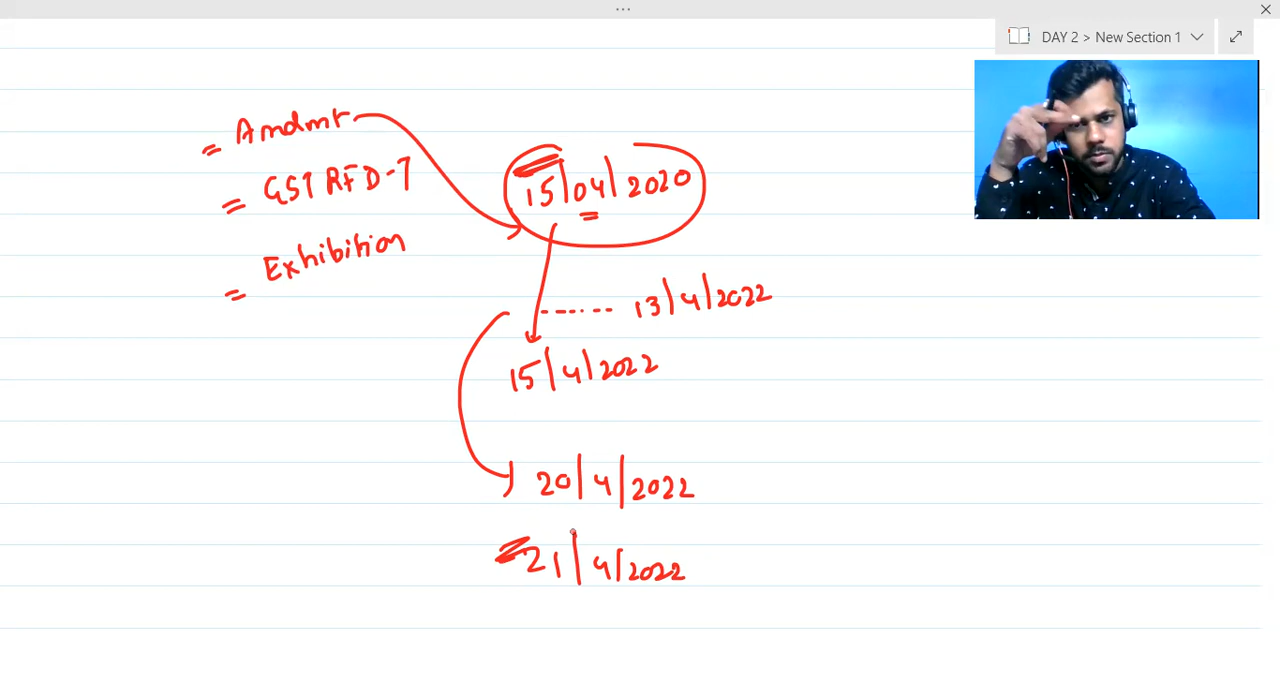 DAY 2 > New Section 1
= Amdmt
= GST RFD-7
= Exhibition
15/04/2020
13/4/2022
15/4/2022
20/4/2022
21/4/2022